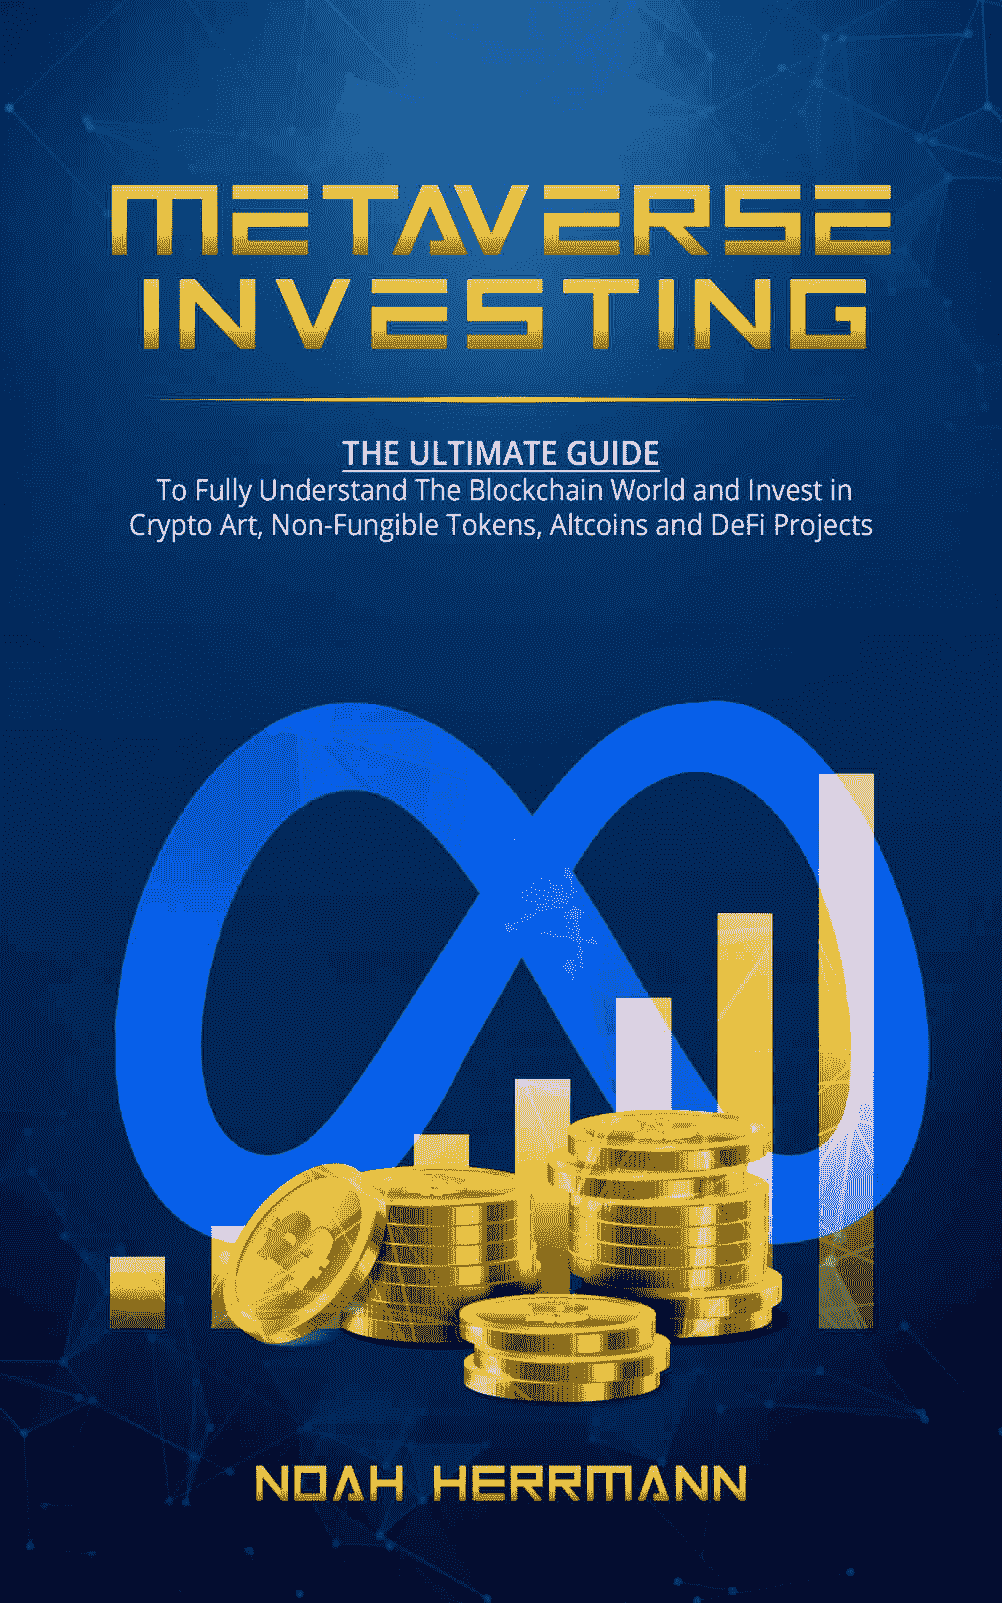 METAVERSE
INVESTING
THE ULTIMATE GUIDE
To Fully Understand The Blockchain World and Invest in
Crypto Art, Non-Fungible Tokens, Altcoins and DeFi Projects
NOAH HERRMANN